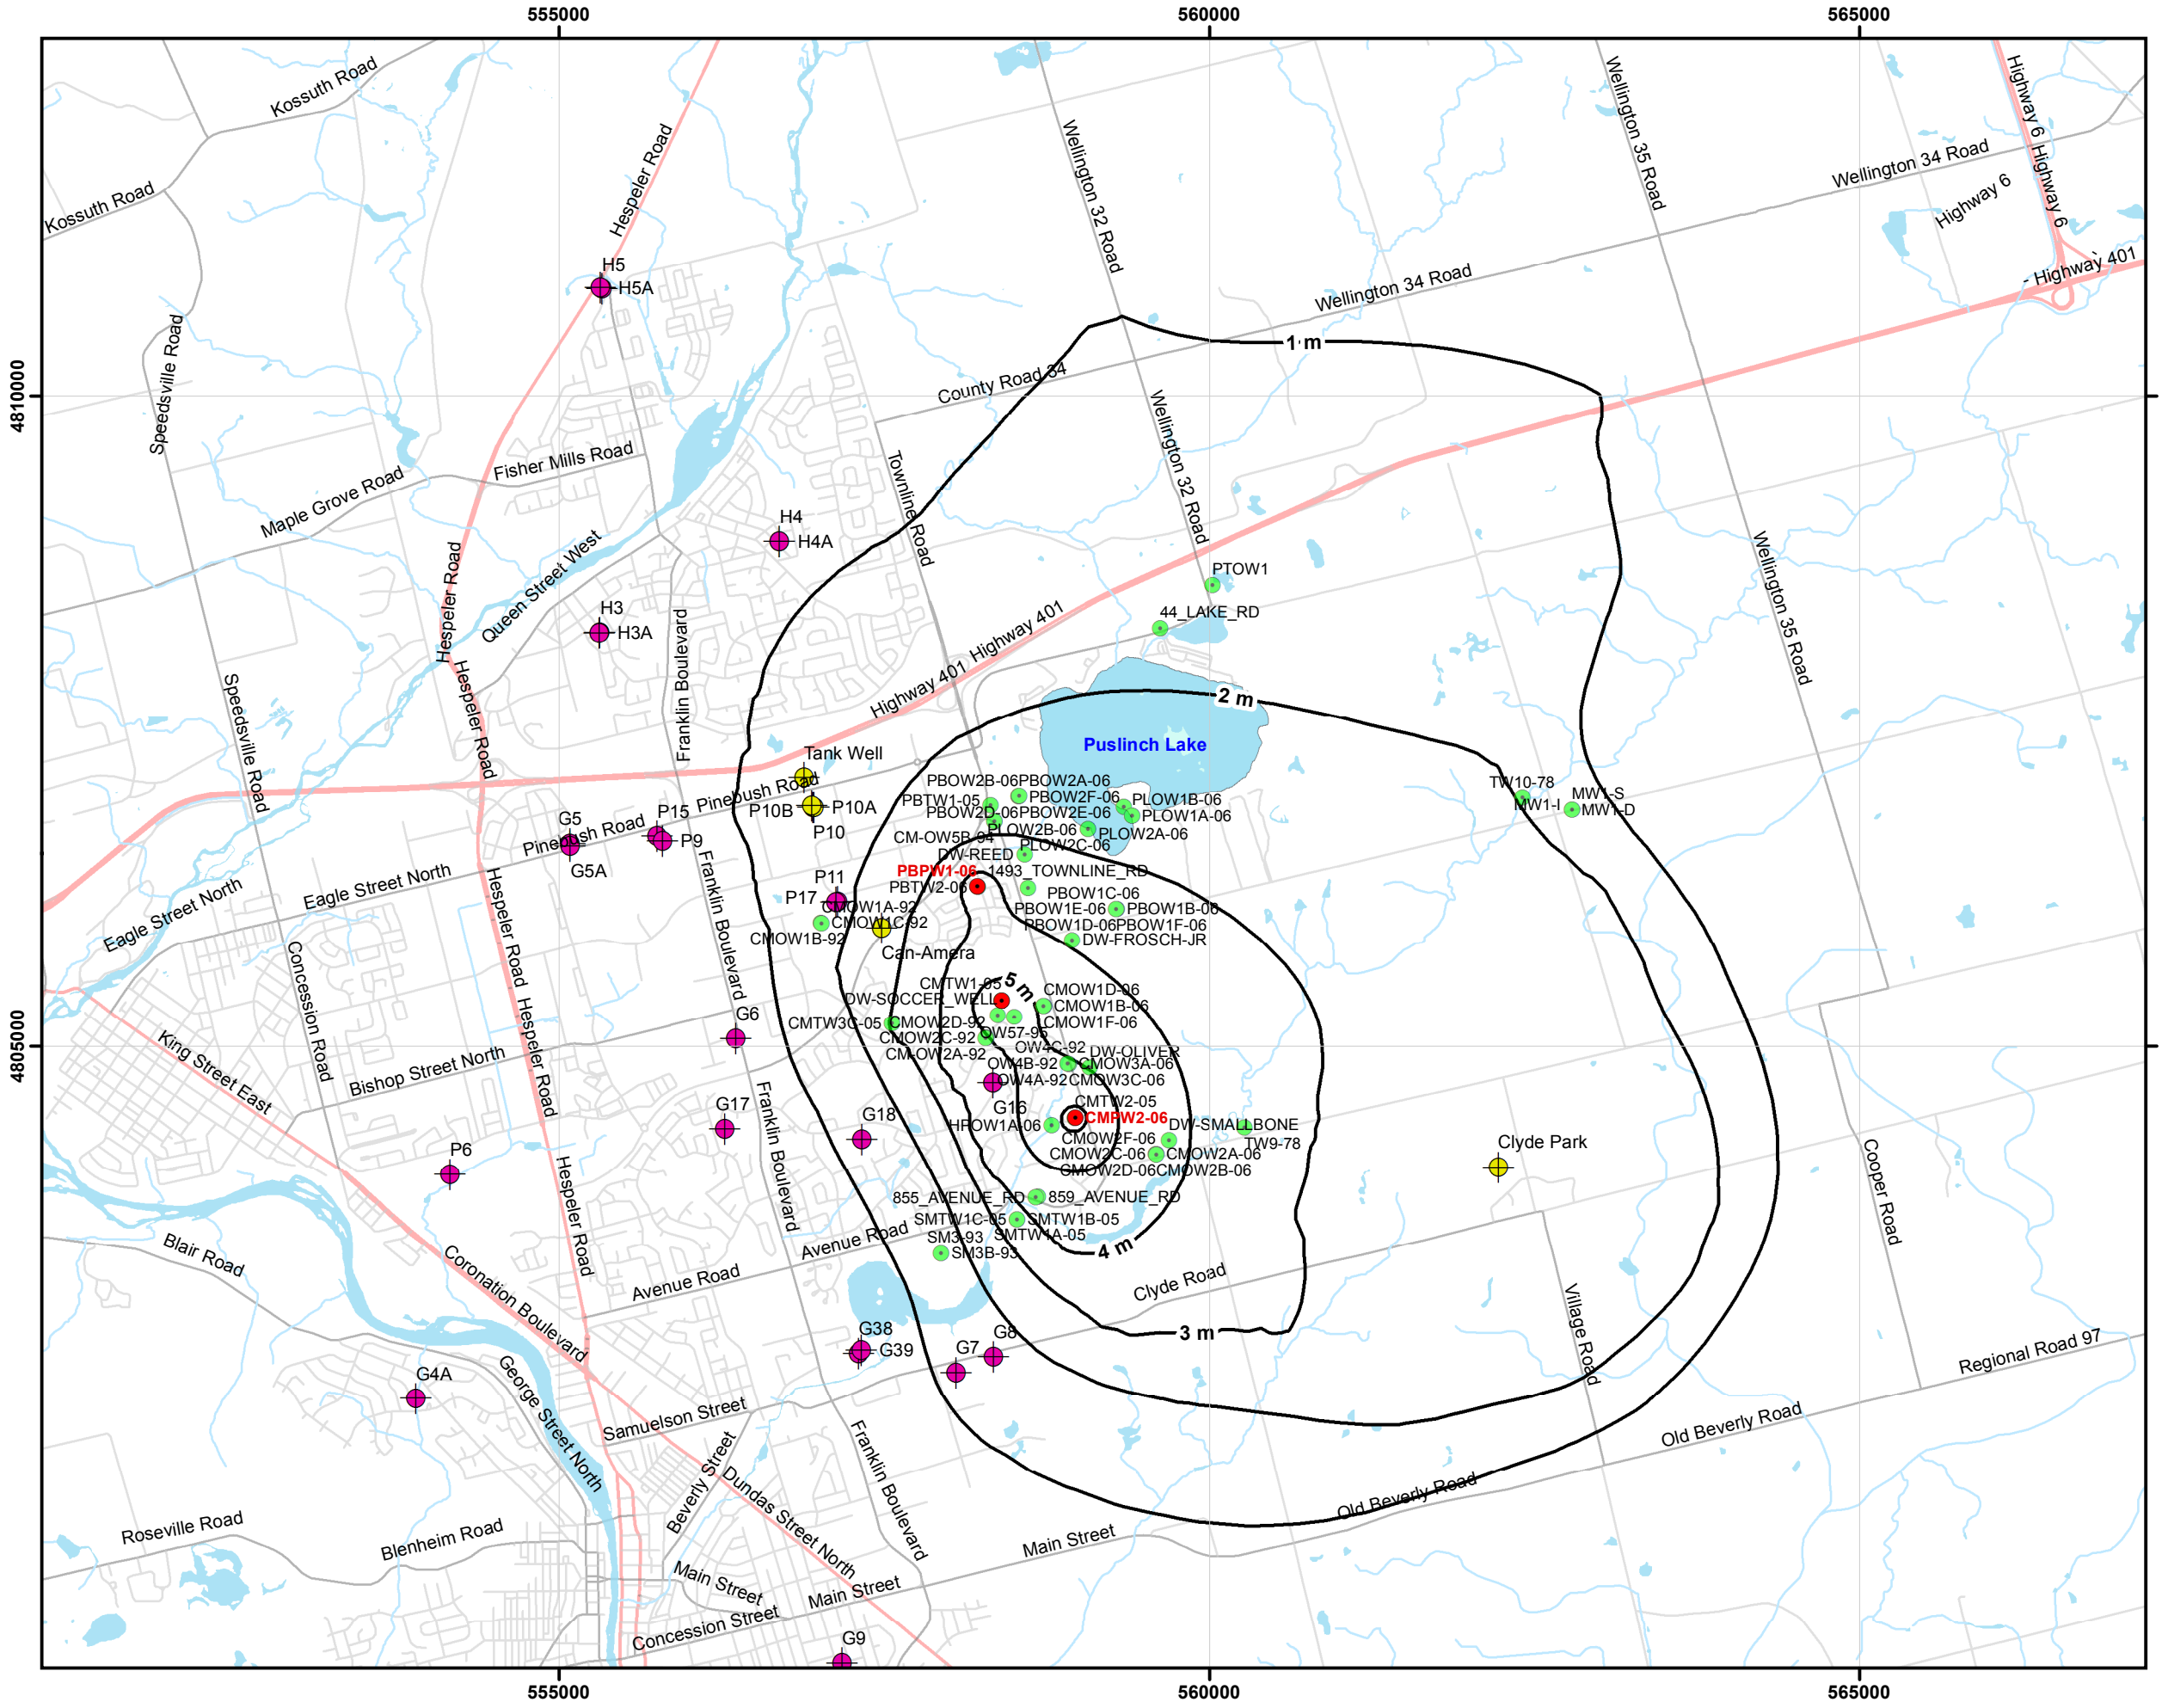 555000
560000
565000
Kossuth Road
Highway 6
Wellington 35 Road
Hespeler Road
Wellington 32 Road
Wellington 34 Road
Highway 6
Highway 6
Kossuth Road
Highway 401
H5
H5A
Wellington 34 Road
1 m
Speedsville Road
County Road 34
4810000
4810000
Wellington 32 Road
Townline Road
Fisher Mills Road
Maple Grove Road
H4
H4A
Queen Street West
Hespeler Road
Wellington 35 Road
PTOW1
44_LAKE_RD
H3
H3A
Franklin Boulevard
Highway 401
Highway 401
Hespeler Road
Speedsville Road
2 m
Puslinch Lake
Tank Well
Pinebush Road
P10B
P10A
P10
PBOW2B-06
PBOW2A-06
PBTW1-05
PBOW2F-06
PLOW1B-06
PBOW2D-06
PBOW2E-06
PLOW1A-06
PLOW2B-06
PLOW2A-06
CM-OW5B-94
PLOW2C-06
DW-REED
TW10-78
MW1-S
MW1-I
MW1-D
G5
P15
P9
Pinebush Road
G5A
PBPW1-06
1493_TOWNLINE_RD
PBTW2-06
P11
P17
CMOW1A-92
CMOW1C-92
CMOW1B-92
Can-Amera
PBOW1C-06
PBOW1E-06
PBOW1B-06
PBOW1D-06
PBOW1F-06
DW-FROSCH-JR
Eagle Street North
Eagle Street North
Franklin Boulevard
Hespeler Road
Concession Road
5 m
CMTW1-05
DW-SOCCER_WELL
CMOW1D-06
CMOW1B-06
CMOW1F-06
CMTW3C-05
CMOW2D-92
CMOW2C-92
OW57-95
CM-OW2A-92
OW4C-92
DW-OLIVER
OW4B-92
CMOW3A-06
OW4A-92
CMOW3C-06
G6
4805000
4805000
King Street East
Bishop Street North
Hespeler Road
G16
CMTW2-05
CMPW2-06
HFOW1A-06
DW-SMALLBONE
CMOW2F-06
TW9-78
CMOW2C-06
CMOW2A-06
CMOW2D-06
CMOW2B-06
G17
G18
Franklin Boulevard
P6
Clyde Park
Cooper Road
Hespeler Road
855_AVENUE_RD
859_AVENUE_RD
SMTW1C-05
SMTW1B-05
SMTW1A-05
SM3-93
SM3B-93
4 m
Avenue Road
Avenue Road
Blair Road
Coronation Boulevard
Clyde Road
Village Road
3 m
G38
G39
G8
G7
G4A
Regional Road 97
George Street North
Samuelson Street
Old Beverly Road
Franklin Boulevard
Beverly Street
Dundas Street North
Old Beverly Road
Roseville Road
Blenheim Road
Main Street
Main Street
Main Street
Concession Street
G9
555000
560000
565000